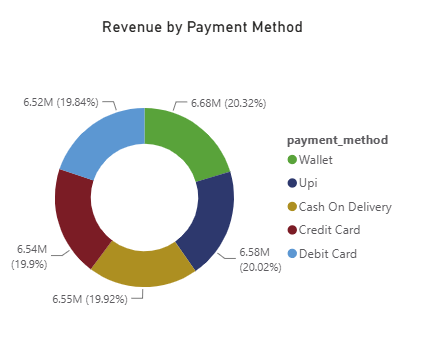 Revenue by Payment Method
6.52M (19.84%)
6.68M (20.32%)
payment_method
Wallet
Upi
Cash On Delivery
Credit Card
Debit Card
6.54M
(19.9%)
6.58M
(20.02%)
6.55M (19.92%)